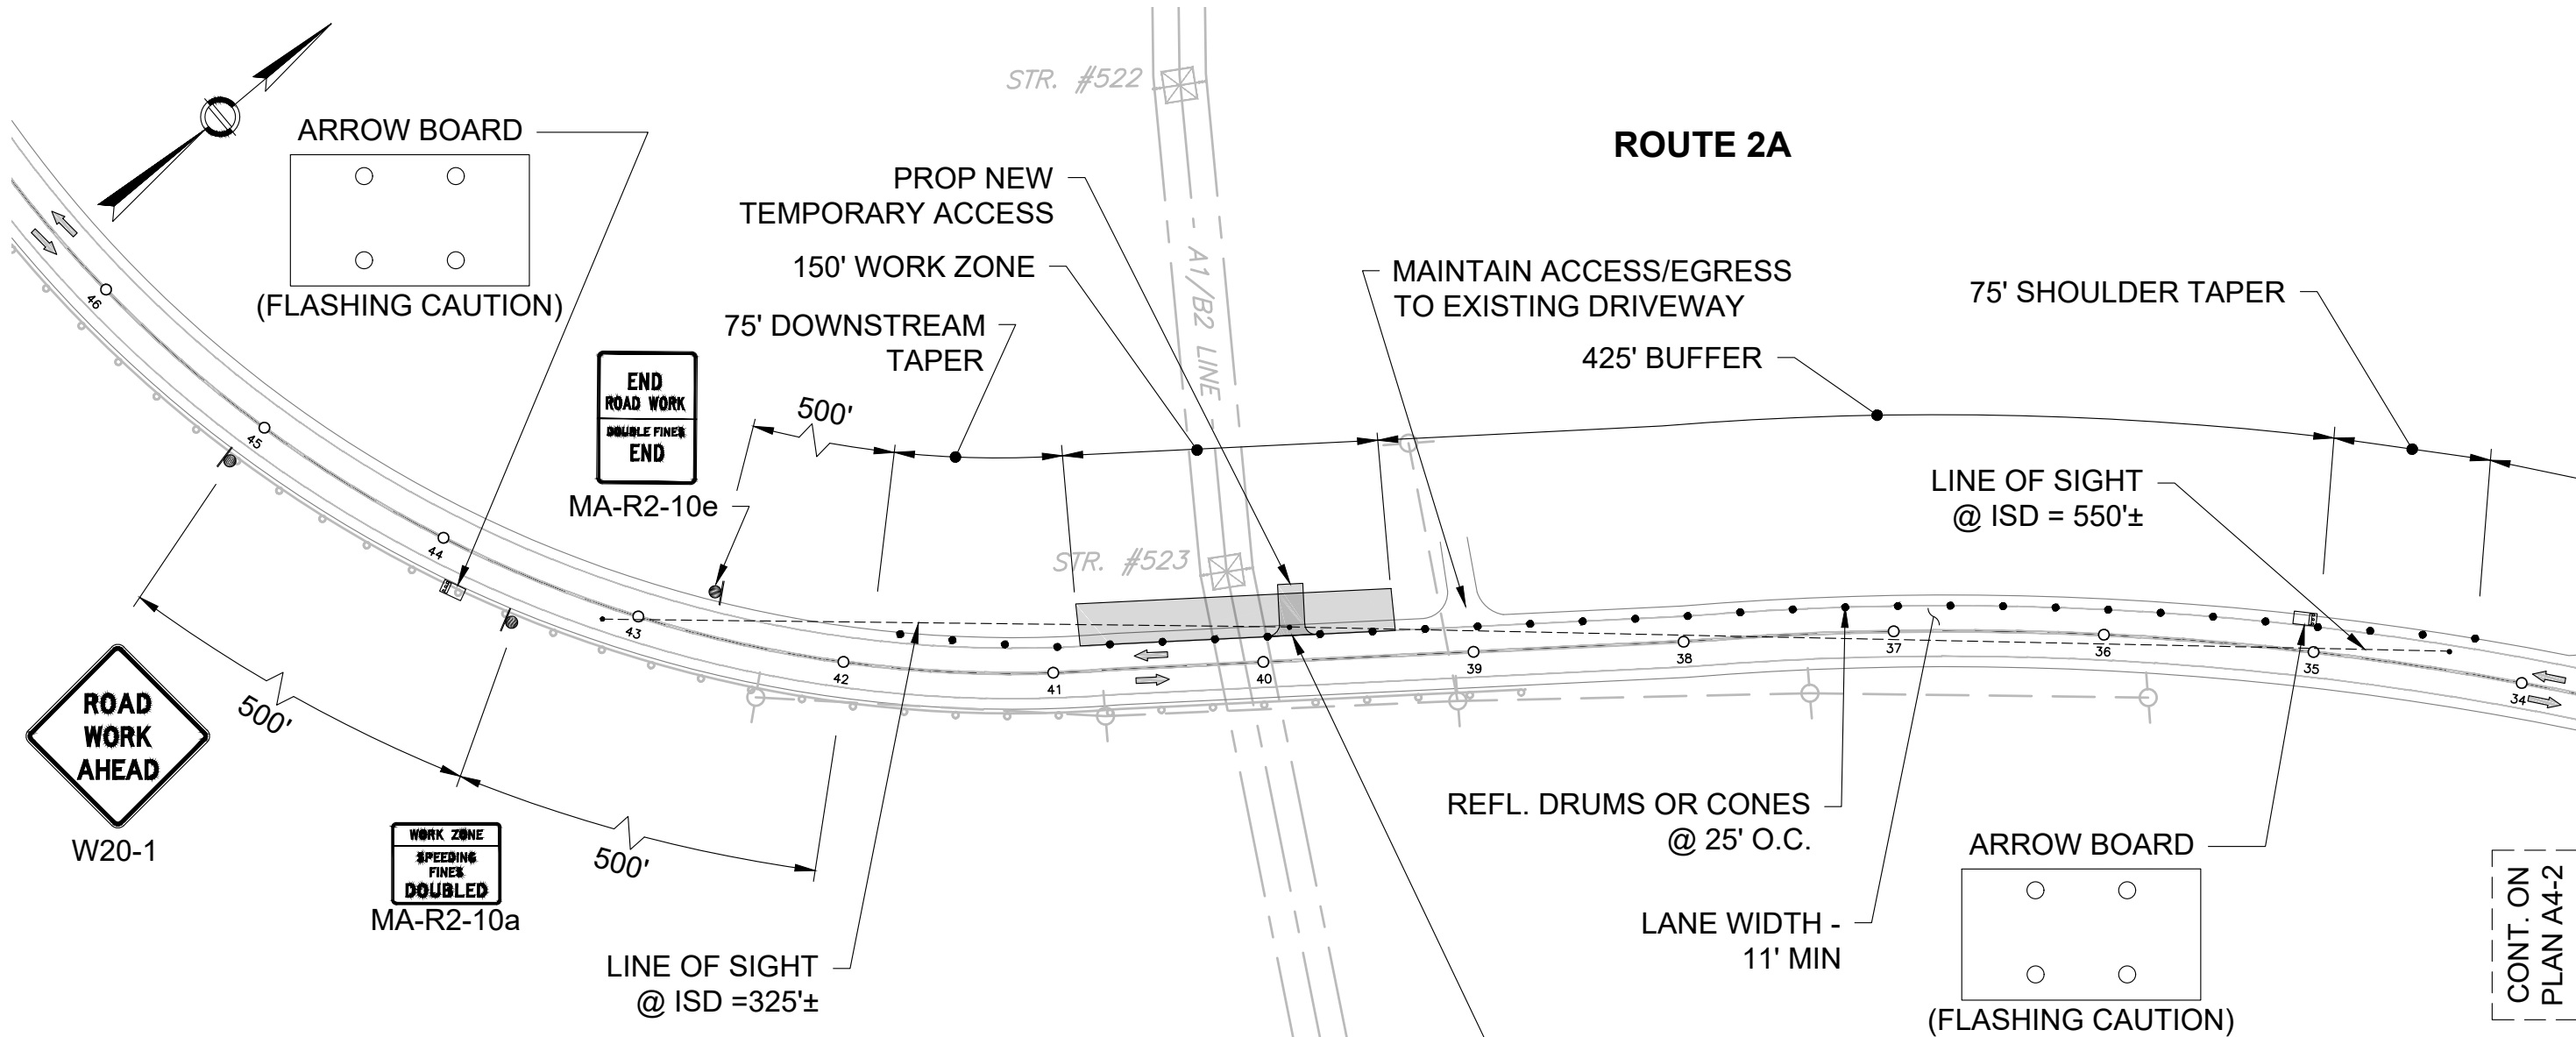 STR. #522
ARROW BOARD
(FLASHING CAUTION)
ROUTE 2A
PROP NEW
TEMPORARY ACCESS
150' WORK ZONE
75' DOWNSTREAM
TAPER
A1/B2 LINE
MAINTAIN ACCESS/EGRESS
TO EXISTING DRIVEWAY
75' SHOULDER TAPER
425' BUFFER
END
ROAD WORK
DOUBLE FINES
END
MA-R2-10e
500'
LINE OF SIGHT
@ ISD = 550'±
STR. #523
46
45
44
43
42
41
40
39
38
37
36
35
34
ROAD
WORK
AHEAD
W20-1
500'
500'
WORK ZONE
SPEEDING
FINES
DOUBLED
MA-R2-10a
LINE OF SIGHT
@ ISD =325'±
REFL. DRUMS OR CONES
@ 25' O.C.
LANE WIDTH -
11' MIN
ARROW BOARD
(FLASHING CAUTION)
CONT. ON
PLAN A4-2